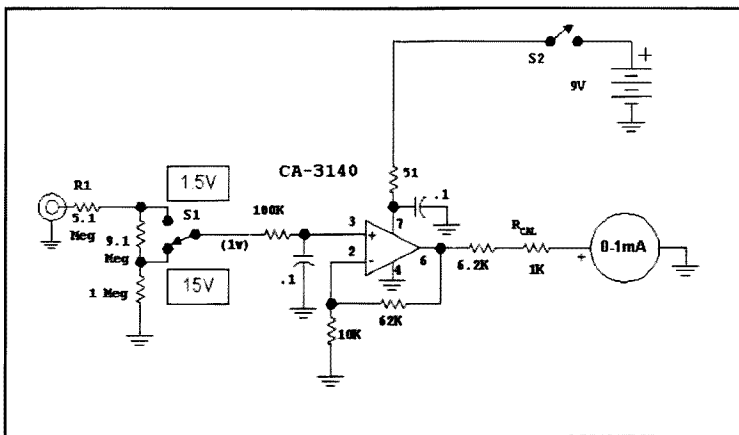 S2
+
9V
CA-3140
51
.1
R1
1.5V
S1
100K
3
7
5.1
Meg
9.1
Meg
(1v)
+
2
-
4
6
6.2K
RCAL
1K
+
0-1mA
.1
1 Meg
15V
62K
10K